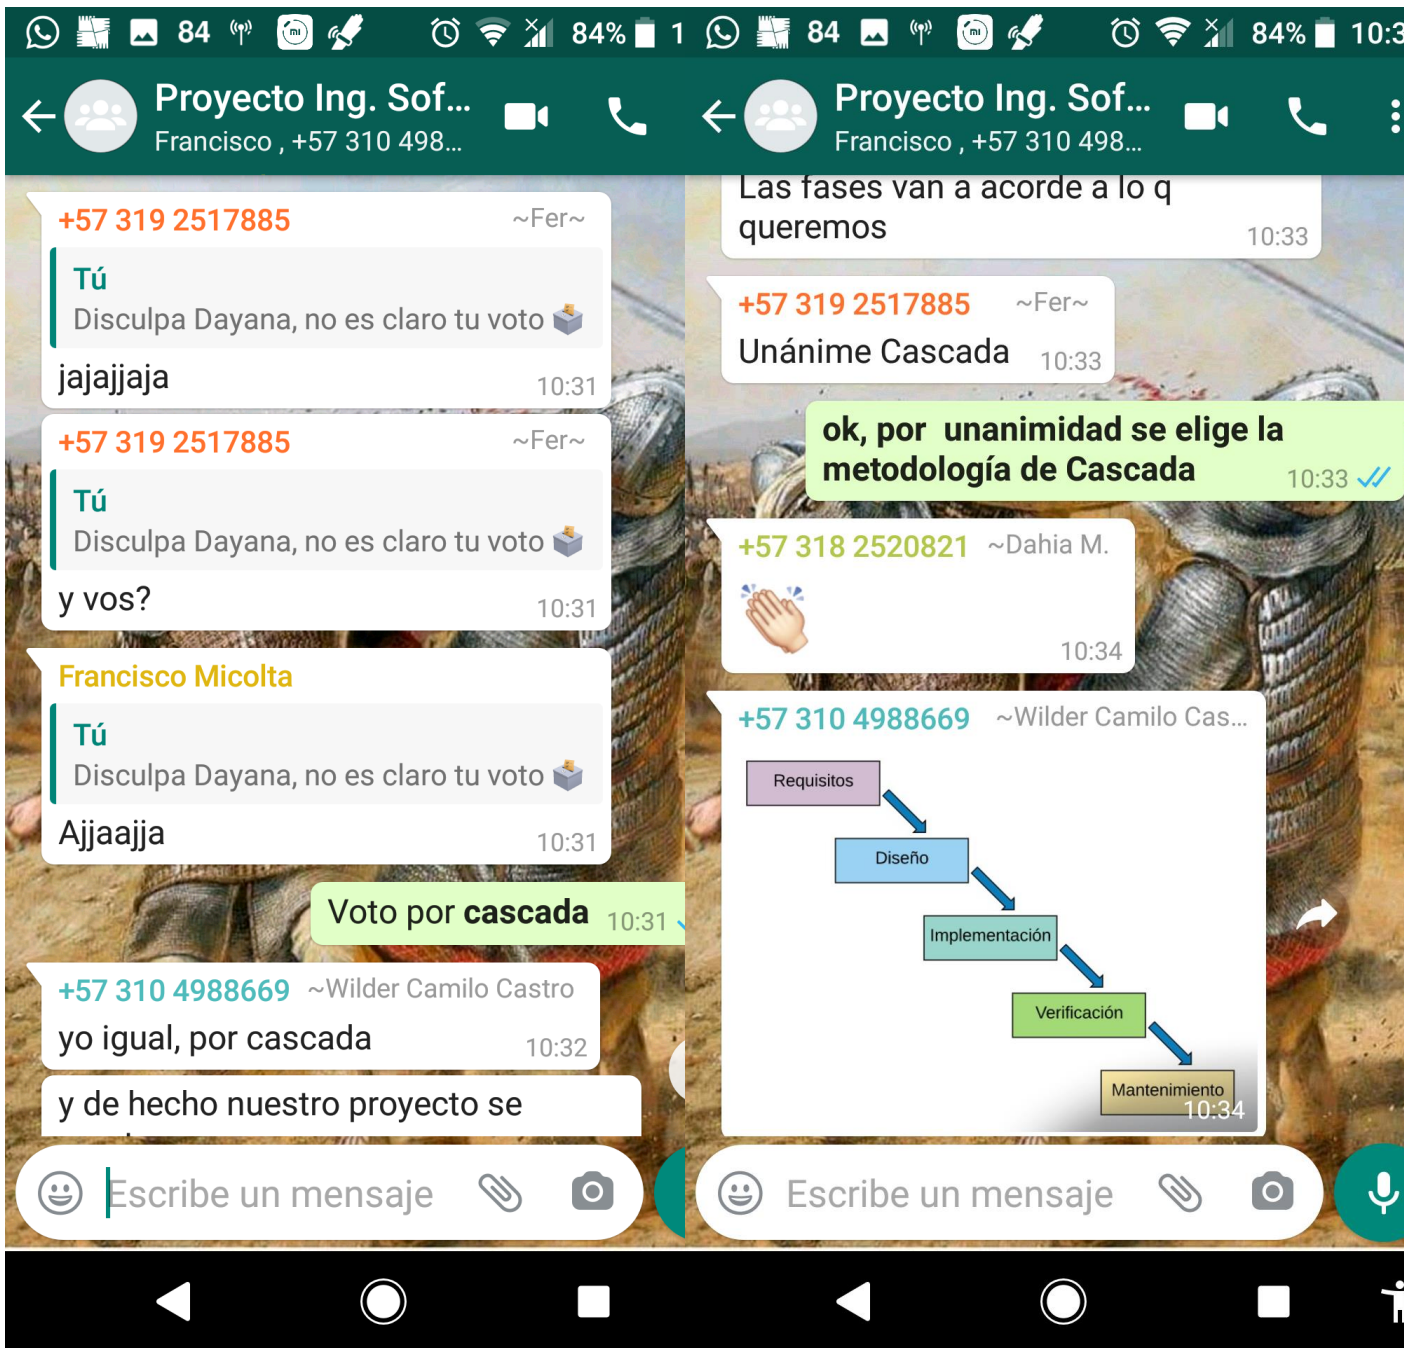 84
84%
1
Proyecto Ing. Sof...
Francisco , +57 310 498...
+57 319 2517885 ~Fer~
Tú
Disculpa Dayana, no es claro tu voto
jajajjaja 10:31
+57 319 2517885 ~Fer~
Tú
Disculpa Dayana, no es claro tu voto
y vos? 10:31
Francisco Micolta
Tú
Disculpa Dayana, no es claro tu voto
Ajjaajja 10:31
Voto por cascada 10:31
+57 310 4988669 ~Wilder Camilo Castro
yo igual, por cascada 10:32
y de hecho nuestro proyecto se
Escribe un mensaje
84
mi
84% 10:3
Proyecto Ing. Sof...
Francisco , +57 310 498...
Las fases van a acorde a lo q
queremos 10:33
+57 319 2517885 ~Fer~
Unánime Cascada 10:33
ok, por unanimidad se elige la
metodología de Cascada 10:33
+57 318 2520821 ~Dahia M.
10:34
+57 310 4988669 ~Wilder Camilo Cas...
Requisitos
Diseño
Implementación
Verificación
Mantenimiento
10:34
Escribe un mensaje